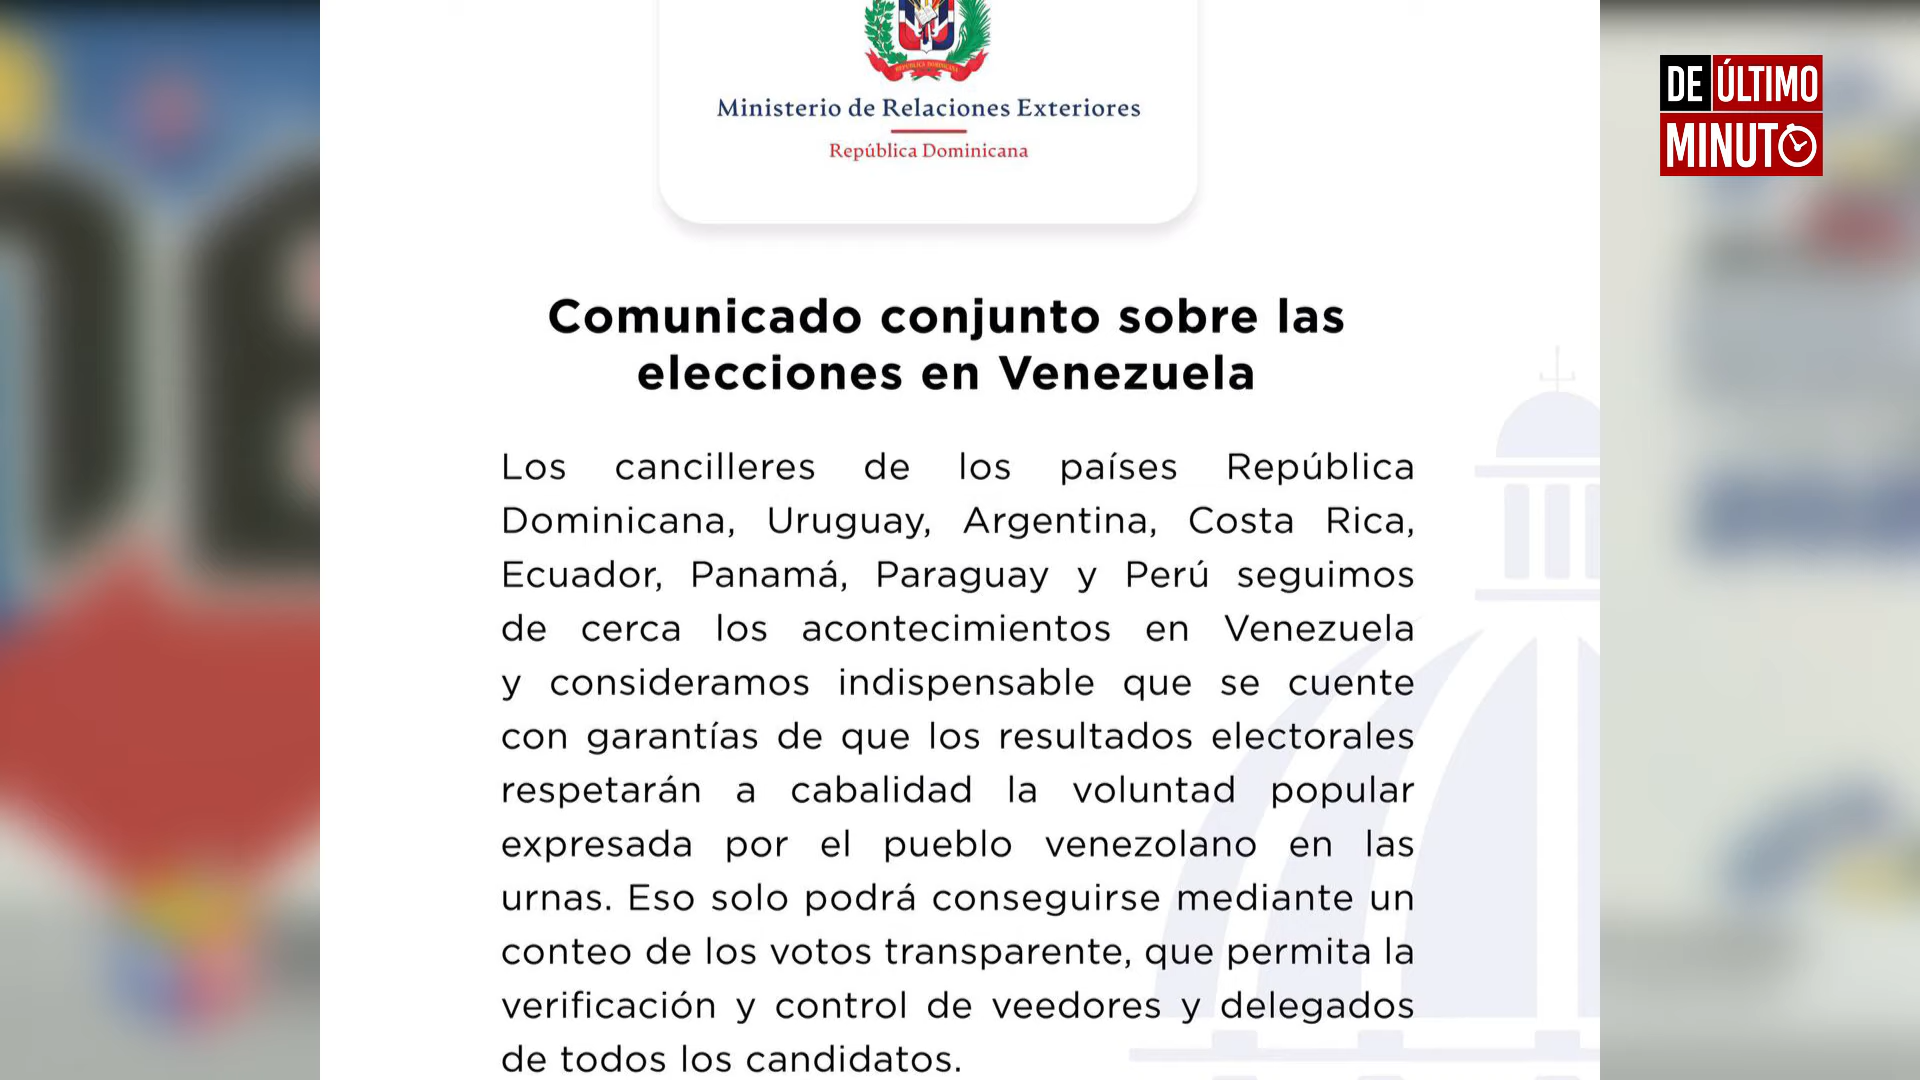 REPÚBLICA DOMINICANA
Ministerio de Relaciones Exteriores
República Dominicana
DE ÚLTIMO
MINUTO
Comunicado conjunto sobre las
elecciones en Venezuela
Los cancilleres de los países República
Dominicana, Uruguay, Argentina, Costa Rica,
Ecuador, Panamá, Paraguay y Perú seguimos
de cerca los acontecimientos en Venezuela
y consideramos indispensable que se cuente
con garantías de que los resultados electorales
respetarán a cabalidad la voluntad popular
expresada por el pueblo venezolano en las
urnas. Eso solo podrá conseguirse mediante un
conteo de los votos transparente, que permita la
verificación y control de veedores y delegados
de todos los candidatos.